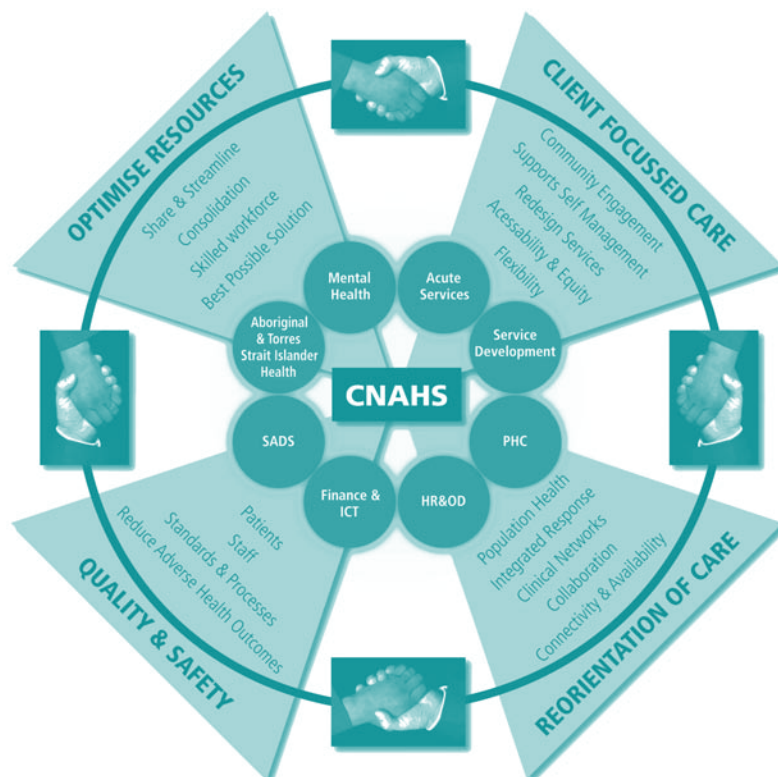 OPTIMISE RESOURCES
Share & Streamline
Consolidation
Skilled workforce
Best Possible Solution
CLIENT FOCUSSED CARE
Community Engagement
Supports Self Management
Redesign Services
Acessability & Equity
Flexibility
Mental
Health
Acute
Services
Aboriginal
& Torres
Strait Islander
Health
Service
Development
CNAHS
SADS
PHC
Finance &
ICT
HR&OD
Patients
Staff
Standards & Processes
Reduce Adverse Health Outcomes
QUALITY & SAFETY
Population Health
Integrated Response
Clinical Networks
Collaboration
Connectivity & Availability
REORIENTATION OF CARE